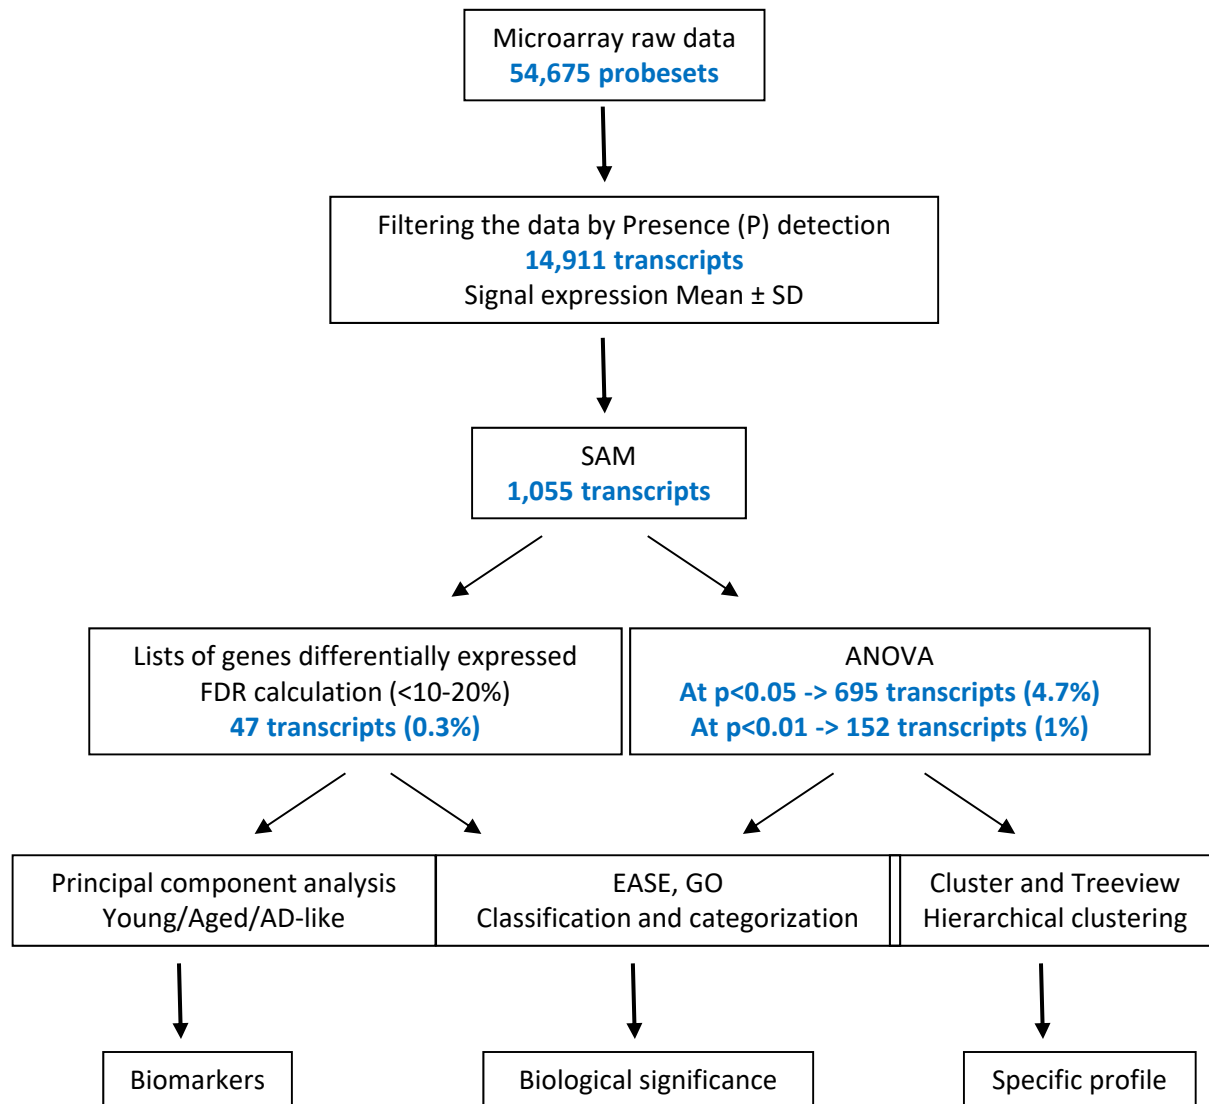 Microarray raw data
54,675 probesets
Filtering the data by Presence (P) detection
14,911 transcripts
Signal expression Mean ± SD
SAM
1,055 transcripts
Lists of genes differentially expressed
FDR calculation (<10-20%)
47 transcripts (0.3%)
ANOVA
At p<0.05 -> 695 transcripts (4.7%)
At p<0.01 -> 152 transcripts (1%)
Principal component analysis
Young/Aged/AD-like
EASE, GO
Classification and categorization
Cluster and Treeview
Hierarchical clustering
Biomarkers
Biological significance
Specific profile